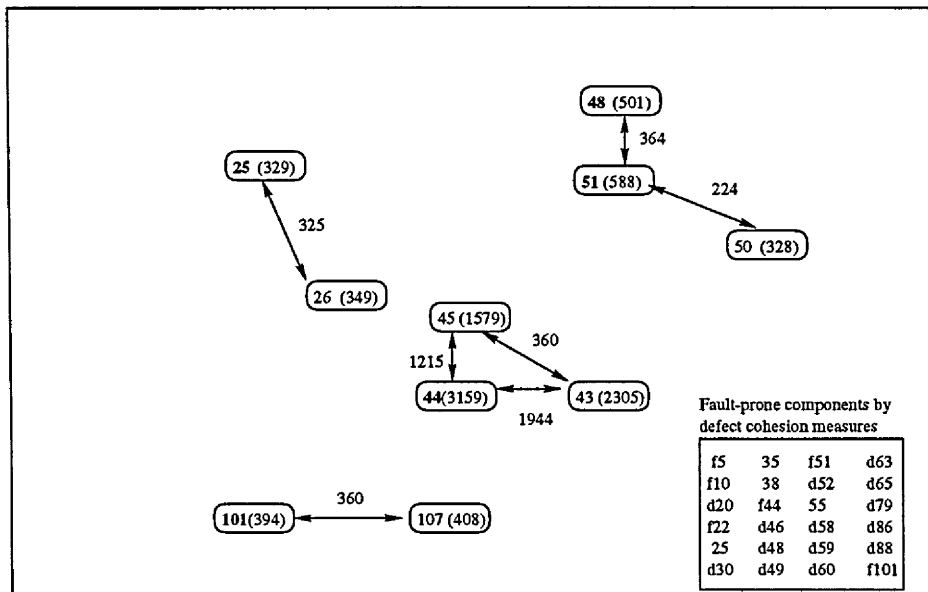 48 (501)
364
25 (329)
51 (588)
224
325
50 (328)
26 (349)
45 (1579)
360
1215
44(3159)
43 (2305)
1944
Fault-prone components by
defect cohesion measures
f5 35 f51 d63
f10 38 d52 d65
d20 f44 55 d79
f22 d46 d58 d86
25 d48 d59 d88
d30 d49 d60 f101
360
101(394)
107 (408)